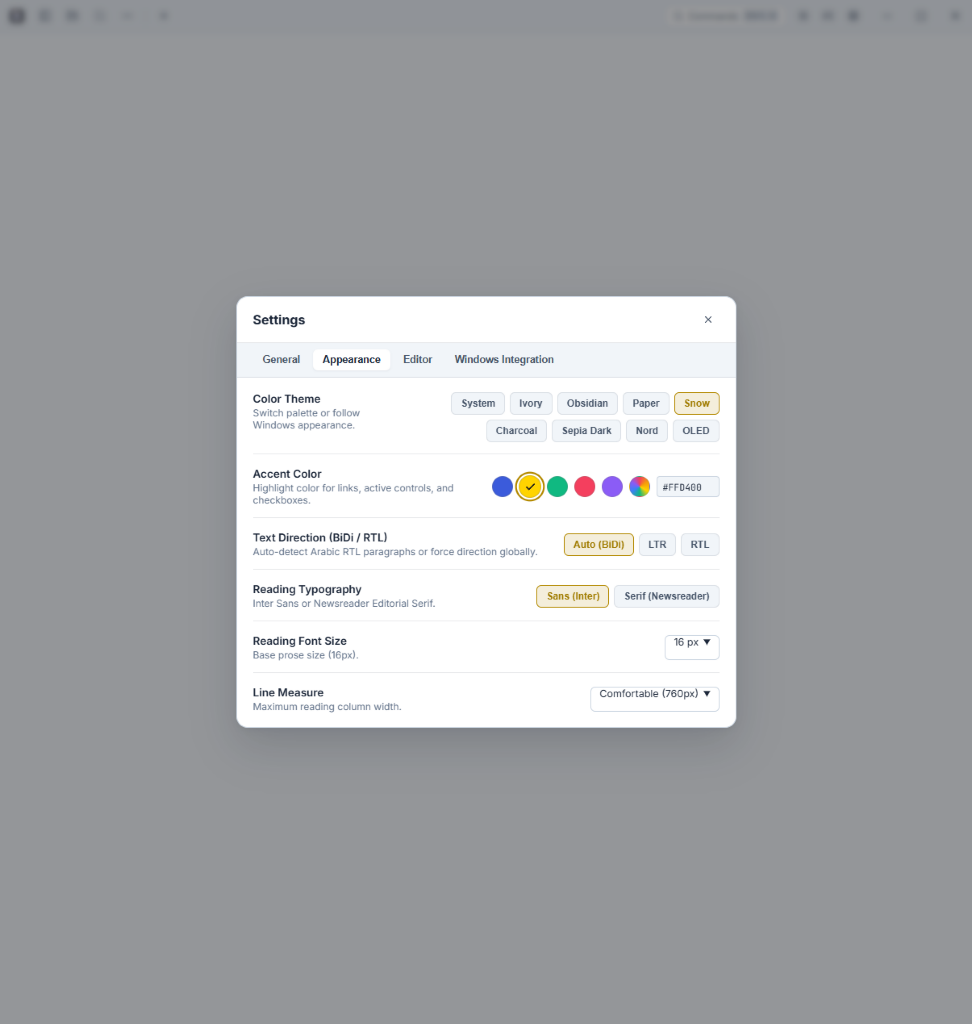 Settings
General Appearance Editor Windows Integration
Color Theme
Switch palette or follow
Windows appearance.
System Ivory Obsidian Paper Snow
Charcoal Sepia Dark Nord OLED
Accent Color
Highlight color for links, active controls, and
checkboxes.
#FFD400
Text Direction (BiDi / RTL)
Auto-detect Arabic RTL paragraphs or force direction globally.
Auto (BiDi) LTR RTL
Reading Typography
Inter Sans or Newsreader Editorial Serif.
Sans (Inter) Serif (Newsreader)
Reading Font Size
Base prose size (16px).
16 px
Line Measure
Maximum reading column width.
Comfortable (760px)